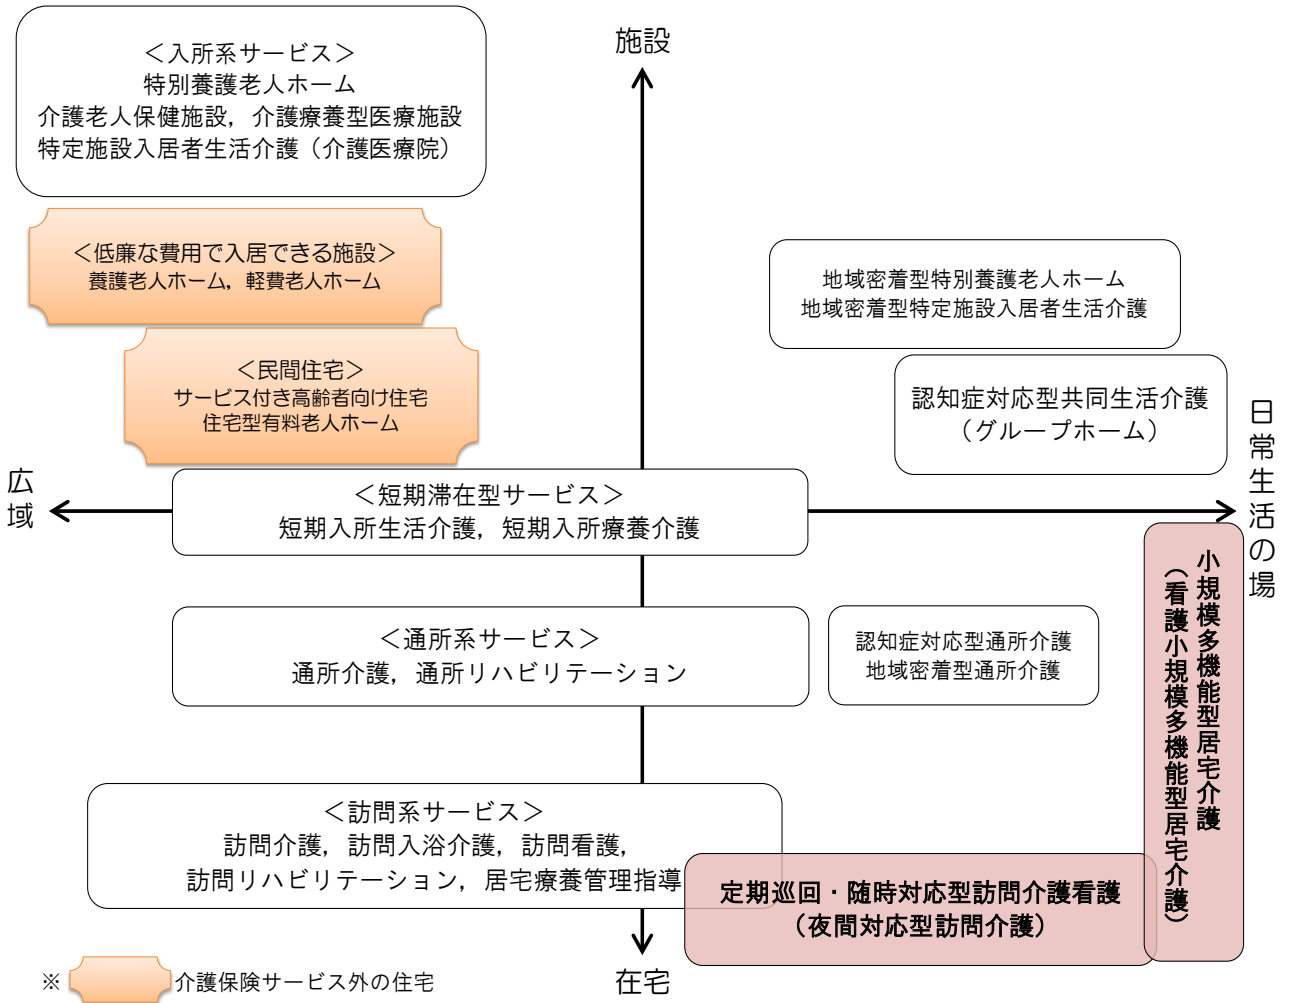 施設
＜入所系サービス＞
特別養護老人ホーム
介護老人保健施設，介護療養型医療施設
特定施設入居者生活介護（介護医療院）
＜低廉な費用で入居できる施設＞
養護老人ホーム，軽費老人ホーム
＜民間住宅＞
サービス付き高齢者向け住宅
住宅型有料老人ホーム
地域密着型特別養護老人ホーム
地域密着型特定施設入居者生活介護
認知症対応型共同生活介護
（グループホーム）
広域
日常生活の場
＜短期滞在型サービス＞
短期入所生活介護，短期入所療養介護
＜通所系サービス＞
通所介護，通所リハビリテーション
認知症対応型通所介護
地域密着型通所介護
小規模多機能型居宅介護
（看護小規模多機能型居宅介護）
＜訪問系サービス＞
訪問介護，訪問入浴介護，訪問看護，
訪問リハビリテーション，居宅療養管理指導
定期巡回・随時対応型訪問介護看護
（夜間対応型訪問介護）
在宅
※ 介護保険サービス外の住宅